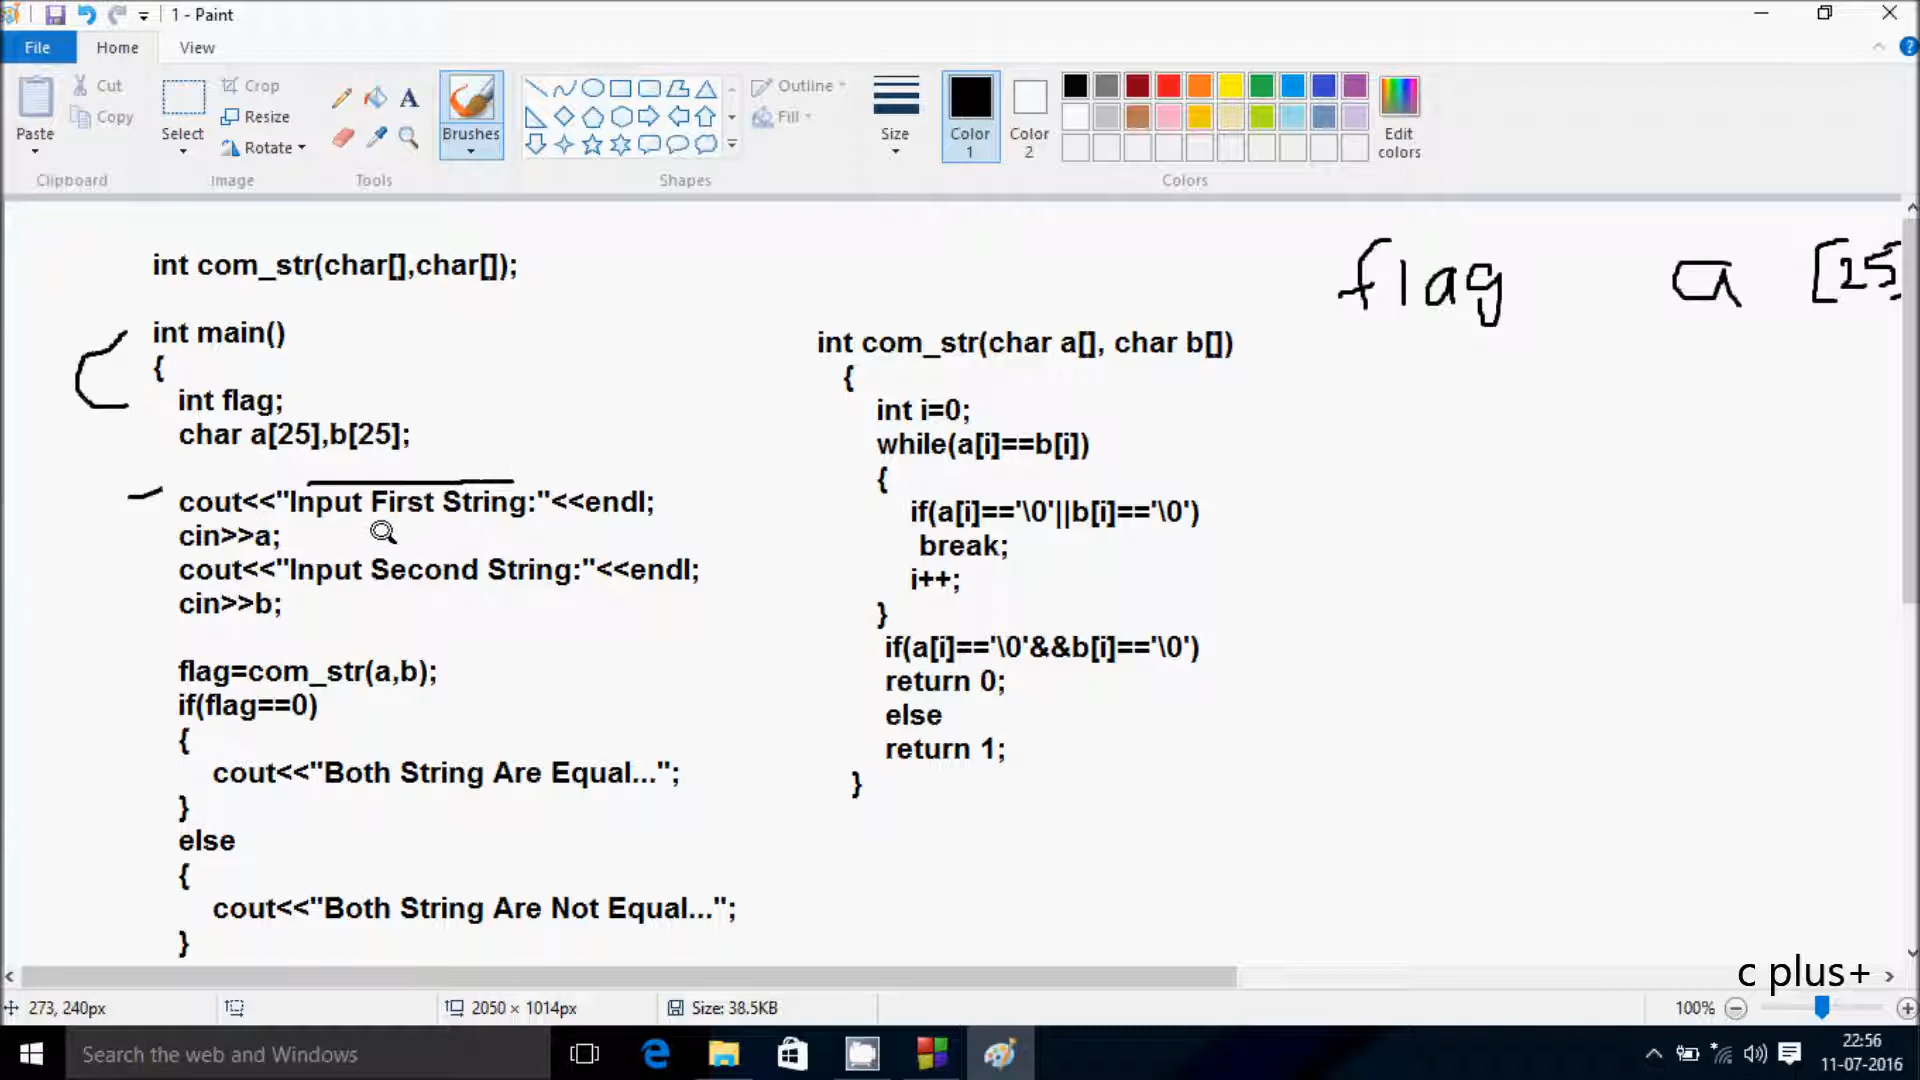 1 - Paint
File Home View
Paste
Cut
Copy
Clipboard
Select
Crop
Resize
Rotate
Image
A
Tools
Brushes
Outline
Fill
Shapes
Size
Color
1
Color
2
Edit
colors
Colors
int com_str(char[],char[]);
int main()
{
int flag;
char a[25],b[25];
cout<<"Input First String:"<<endl;
cin>>a;
cout<<"Input Second String:"<<endl;
cin>>b;
flag=com_str(a,b);
if(flag==0)
{
cout<<"Both String Are Equal...";
}
else
{
cout<<"Both String Are Not Equal...";
}
int com_str(char a[], char b[])
{
int i=0;
while(a[i]==b[i])
{
if(a[i]=='\0'||b[i]=='\0')
break;
i++;
}
if(a[i]=='\0'&&b[i]=='\0')
return 0;
else
return 1;
}
flag a [25]
c plus+
273, 240px
2050 × 1014px
Size: 38.5KB
100%
Search the web and Windows
22:56
11-07-2016